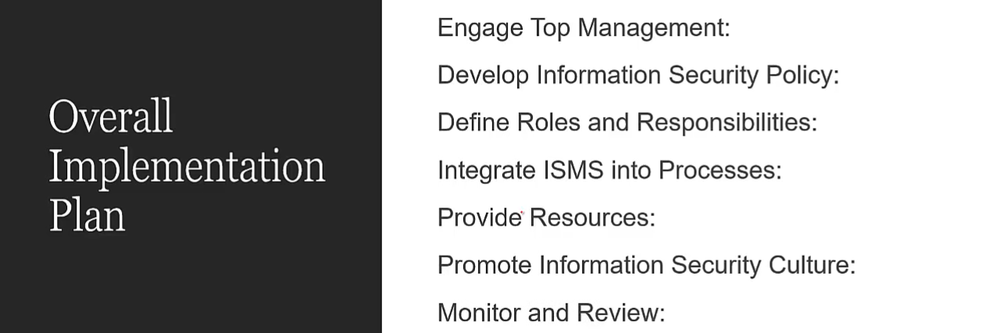 Overall
Implementation
Plan
Engage Top Management:
Develop Information Security Policy:
Define Roles and Responsibilities:
Integrate ISMS into Processes:
Provide Resources:
Promote Information Security Culture:
Monitor and Review: